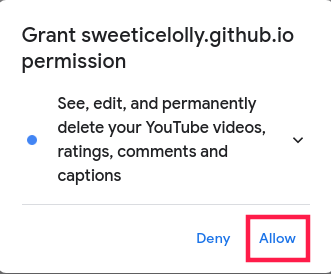 Grant sweeticelolly.github.io
permission
See, edit, and permanently
delete your YouTube videos,
ratings, comments and
captions
Deny Allow